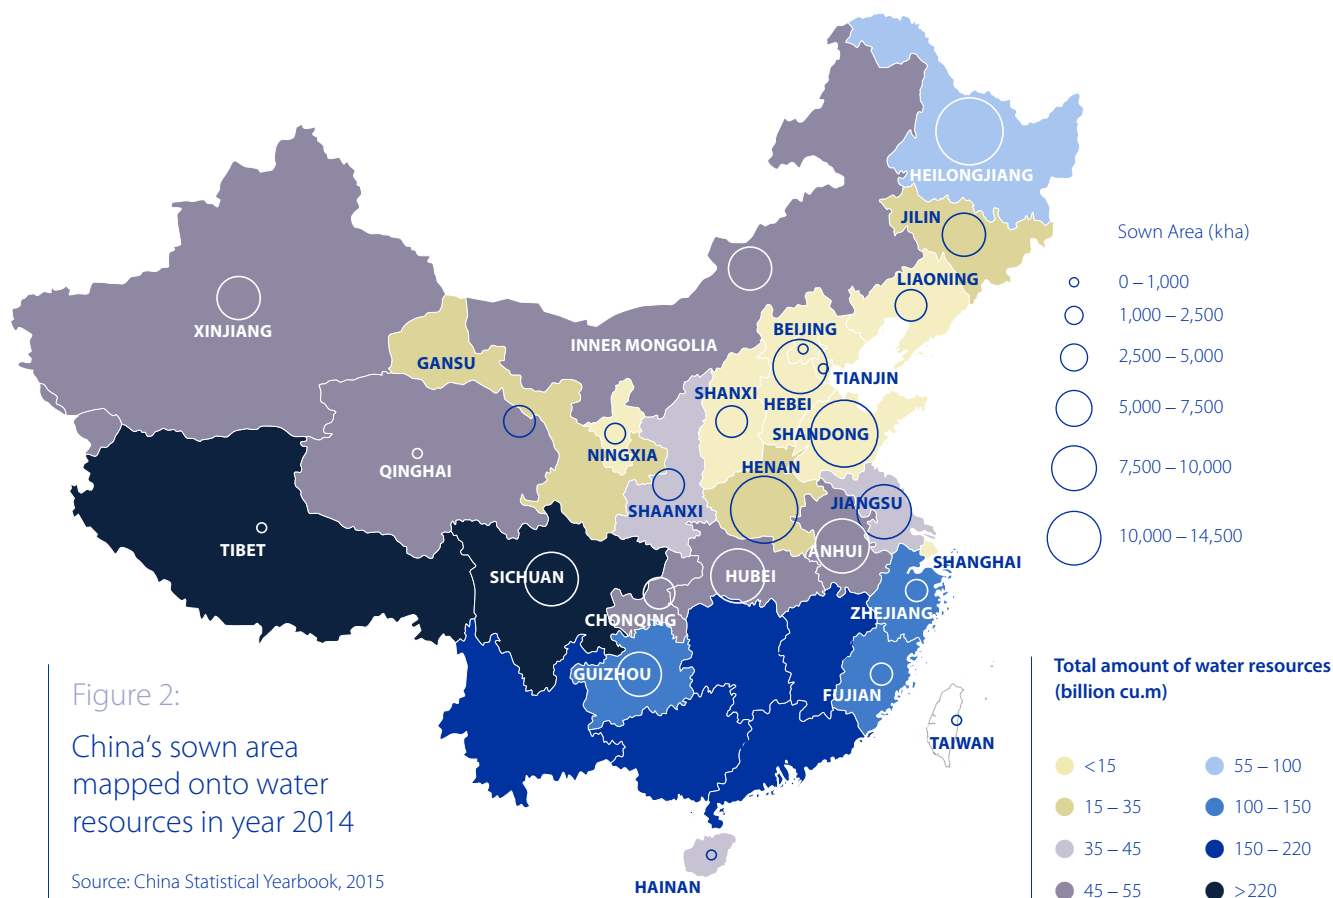 HEILONGJIANG
JILIN
LIAONING
XINJIANG
INNER MONGOLIA
BEIJING
GANSU
TIANJIN
SHANXI
HEBEI
SHANDONG
NINGXIA
HENAN
QINGHAI
SHAANXI
JIANGSU
TIBET
ANHUI
SHANGHAI
SICHUAN
HUBEI
CHONQING
ZHEJIANG
GUIZHOU
FUJIAN
TAIWAN
HAINAN
Sown Area (kha)
0 – 1,000
1,000 – 2,500
2,500 – 5,000
5,000 – 7,500
7,500 – 10,000
10,000 – 14,500
Figure 2:
China‘s sown area
mapped onto water
resources in year 2014
Source: China Statistical Yearbook, 2015
Total amount of water resources
(billion cu.m)
<15
15 – 35
35 – 45
45 – 55
55 – 100
100 – 150
150 – 220
>220